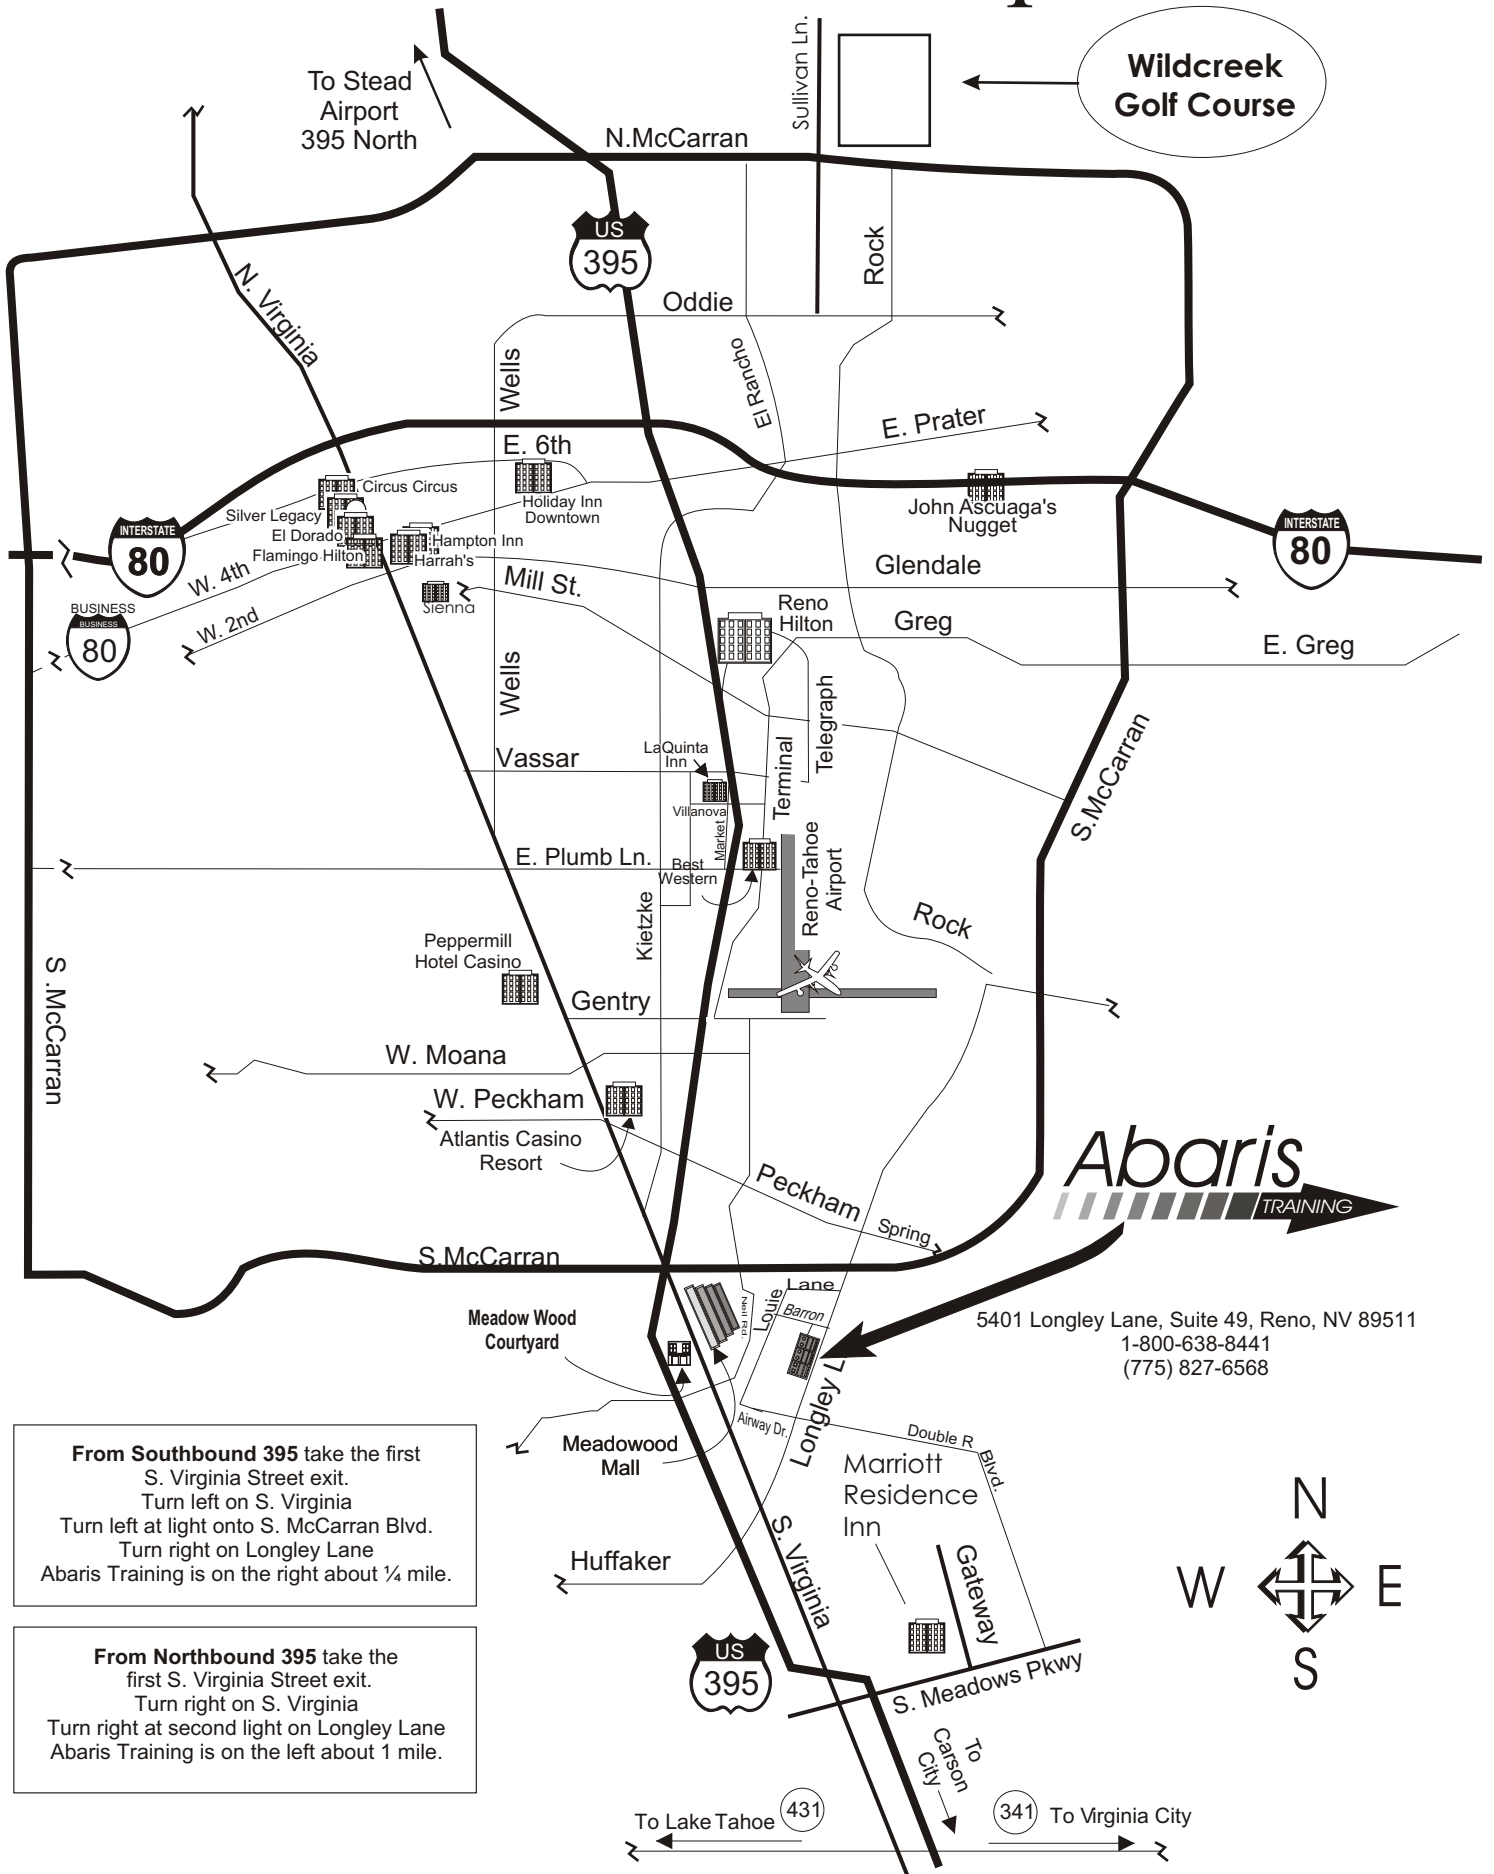 Sullivan Ln.
Wildcreek
Golf Course
To Stead
Airport
395 North
N.McCarran
US
395
Rock
N. Virginia
Oddie
Wells
El Rancho
E. Prater
E. 6th
Circus Circus
Holiday Inn
Downtown
John Ascuaga's
Nugget
Silver Legacy
El Dorado
Flamingo Hilton
Hampton Inn
Harrah's
INTERSTATE
80
INTERSTATE
80
Glendale
W. 4th
Mill St.
Sienna
BUSINESS
BUSINESS
80
W. 2nd
Reno
Hilton
Greg
E. Greg
Wells
Telegraph
Vassar
LaQuinta
Inn
Terminal
S.McCarran
Villanova
Market
E. Plumb Ln.
Best
Western
Reno-Tahoe
Airport
Kietzke
Rock
Peppermill
Hotel Casino
S .McCarran
Gentry
W. Moana
W. Peckham
Atlantis Casino
Resort
Peckham
Spring
Abaris
TRAINING
S.McCarran
Lane
Louie
Barron
Neil Rd.
Meadow Wood
Courtyard
5401 Longley Lane, Suite 49, Reno, NV 89511
1-800-638-8441
(775) 827-6568
Longley L
Airway Dr.
Double R
Blvd.
Meadowood
Mall
Marriott
Residence
Inn
From Southbound 395 take the first
S. Virginia Street exit.
Turn left on S. Virginia
Turn left at light onto S. McCarran Blvd.
Turn right on Longley Lane
Abaris Training is on the right about ¼ mile.
S. Virginia
Huffaker
Gateway
N
W
E
S
From Northbound 395 take the
first S. Virginia Street exit.
Turn right on S. Virginia
Turn right at second light on Longley Lane
Abaris Training is on the left about 1 mile.
US
395
S. Meadows Pkwy
To
Carson
City
To Lake Tahoe
431
341
To Virginia City